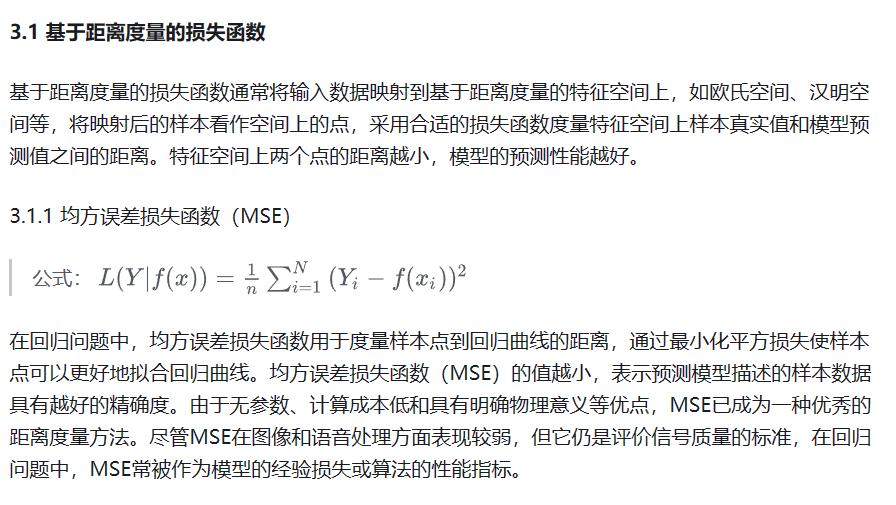 3.1 基于距离度量的损失函数
基于距离度量的损失函数通常将输入数据映射到基于距离度量的特征空间上，如欧氏空间、汉明空
间等，将映射后的样本看作空间上的点，采用合适的损失函数度量特征空间上样本真实值和模型预
测值之间的距离。特征空间上两个点的距离越小，模型的预测性能越好。
3.1.1 均方误差损失函数（MSE）
公式： L(Y|f(x)) = 1/n ∑_{i=1}^{N} (Y_i − f(x_i))^2
在回归问题中，均方误差损失函数用于度量样本点到回归曲线的距离，通过最小化平方损失使样本
点可以更好地拟合回归曲线。均方误差损失函数（MSE）的值越小，表示预测模型描述的样本数据
具有越好的精确度。由于无参数、计算成本低和具有明确物理意义等优点，MSE已成为一种优秀的
距离度量方法。尽管MSE在图像和语音处理方面表现较弱，但它仍是评价信号质量的标准，在回归
问题中，MSE常被作为模型的经验损失或算法的性能指标。